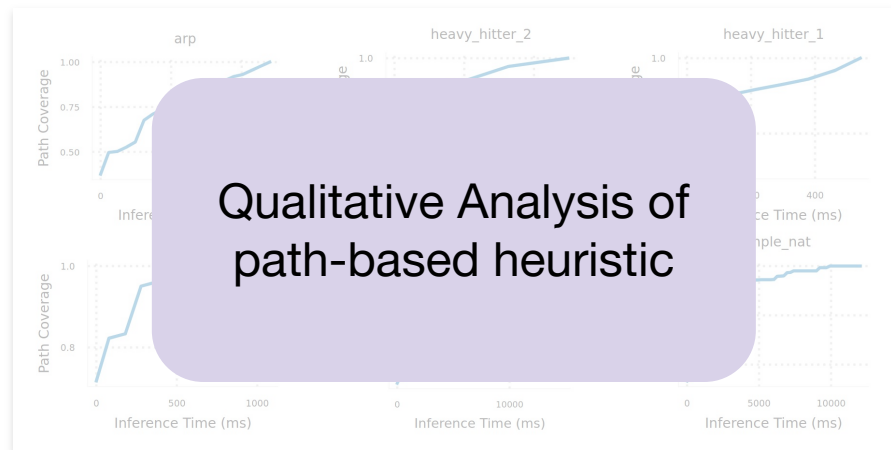 arp
heavy_hitter_2
heavy_hitter_1
1.00
0.75
0.50
Path Coverage
0
1.0
1.0
400
(ms)
Qualitative Analysis of
path-based heuristic
1.0
0.8
Path Coverage
0
500
1000
Inference Time (ms)
0
10000
Inference Time (ms)
0
5000
10000
Inference Time (ms)